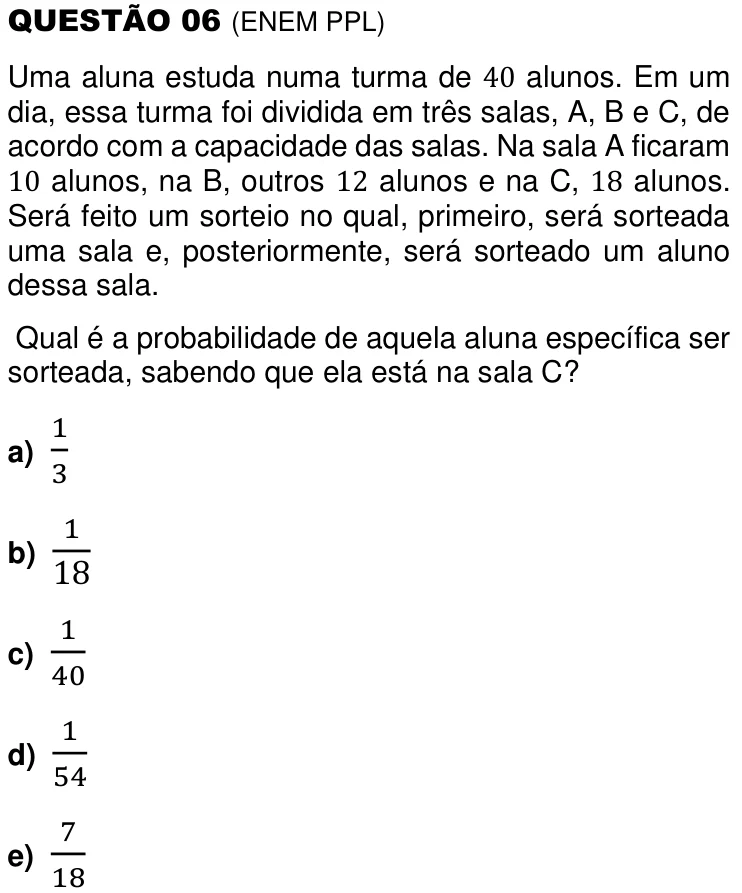 QUESTÃO 06 (ENEM PPL)
Uma aluna estuda numa turma de 40 alunos. Em um
dia, essa turma foi dividida em três salas, A, B e C, de
acordo com a capacidade das salas. Na sala A ficaram
10 alunos, na B, outros 12 alunos e na C, 18 alunos.
Será feito um sorteio no qual, primeiro, será sorteada
uma sala e, posteriormente, será sorteado um aluno
dessa sala.
Qual é a probabilidade de aquela aluna específica ser
sorteada, sabendo que ela está na sala C?
a) 1/3
b) 1/18
c) 1/40
d) 1/54
e) 7/18